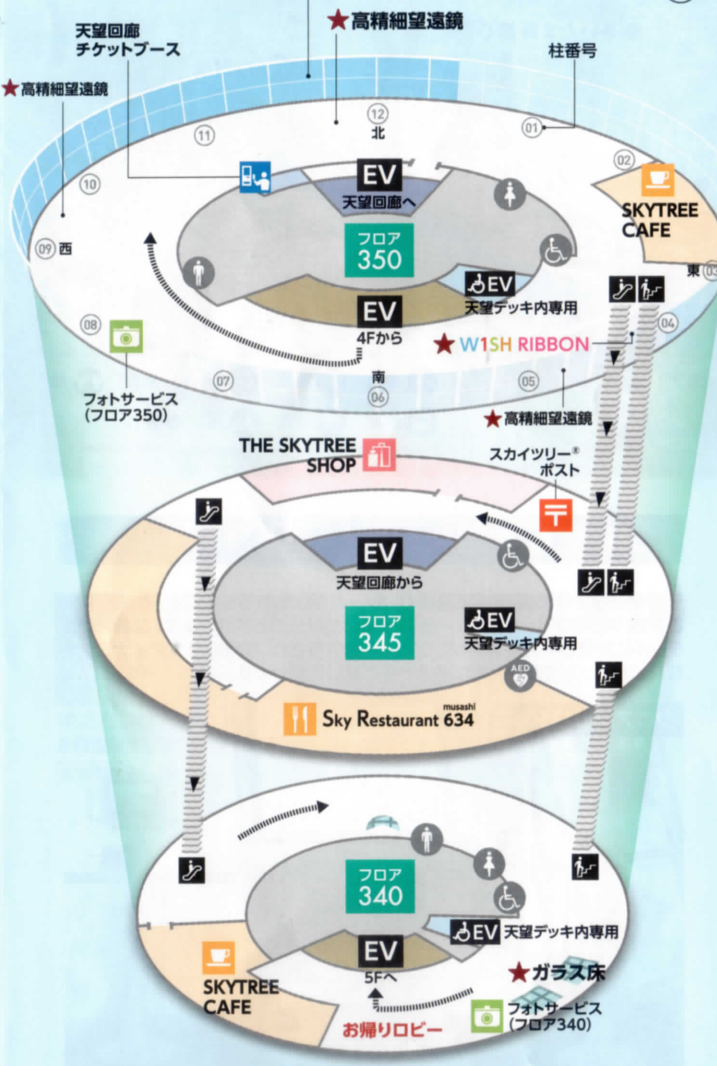 ★高精細望遠鏡
天望回廊
チケットブース
柱番号
★高精細望遠鏡
12
北
11
01
10
02
EV
天望回廊へ
SKYTREE
CAFE
09 西
フロア
350
東 03
EV
天望デッキ内専用
EV
4Fから
08
04
★W1SH RIBBON
フォトサービス
(フロア350)
07
南
06
05
★高精細望遠鏡
THE SKYTREE
SHOP
スカイツリー®
ポスト
〒
EV
天望回廊から
フロア
345
EV
天望デッキ内専用
AED
Sky Restaurant 634
musashi
フロア
340
EV 天望デッキ内専用
EV
5Fへ
SKYTREE
CAFE
★ガラス床
フォトサービス
(フロア340)
お帰りロビー